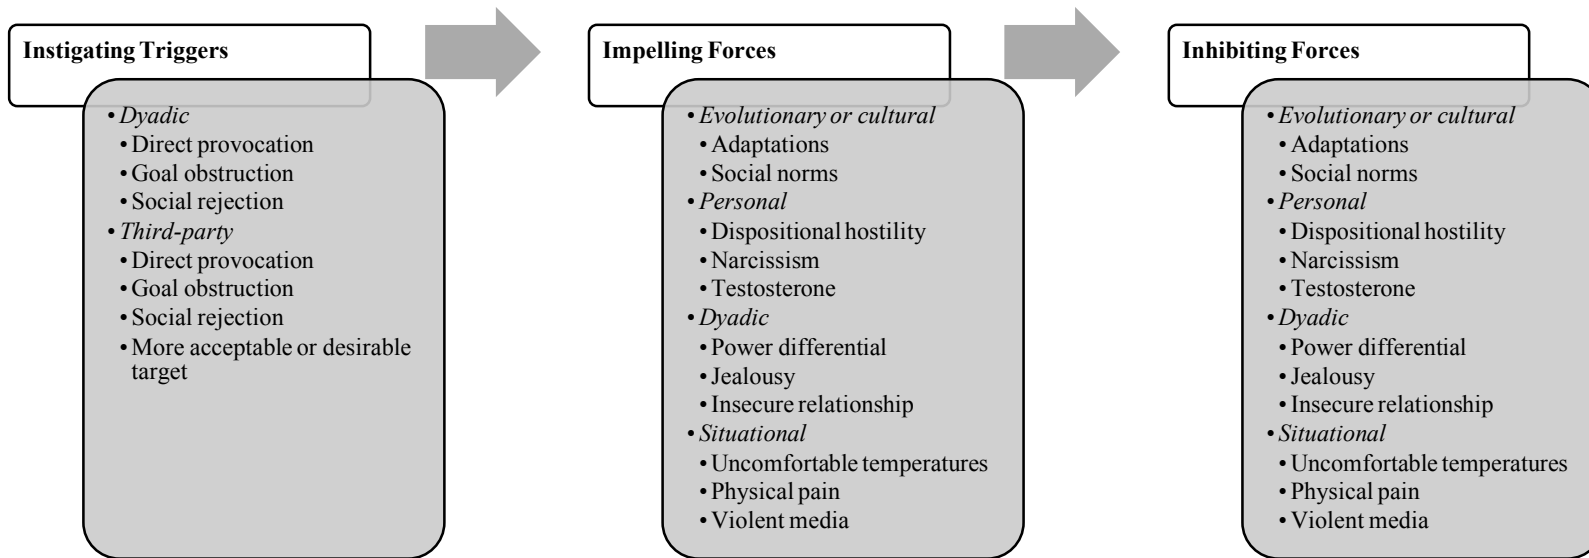 Instigating Triggers
• Dyadic
• Direct provocation
• Goal obstruction
• Social rejection
• Third-party
• Direct provocation
• Goal obstruction
• Social rejection
• More acceptable or desirable
target
Impelling Forces
• Evolutionary or cultural
• Adaptations
• Social norms
• Personal
• Dispositional hostility
• Narcissism
• Testosterone
• Dyadic
• Power differential
• Jealousy
• Insecure relationship
• Situational
• Uncomfortable temperatures
• Physical pain
• Violent media
Inhibiting Forces
• Evolutionary or cultural
• Adaptations
• Social norms
• Personal
• Dispositional hostility
• Narcissism
• Testosterone
• Dyadic
• Power differential
• Jealousy
• Insecure relationship
• Situational
• Uncomfortable temperatures
• Physical pain
• Violent media